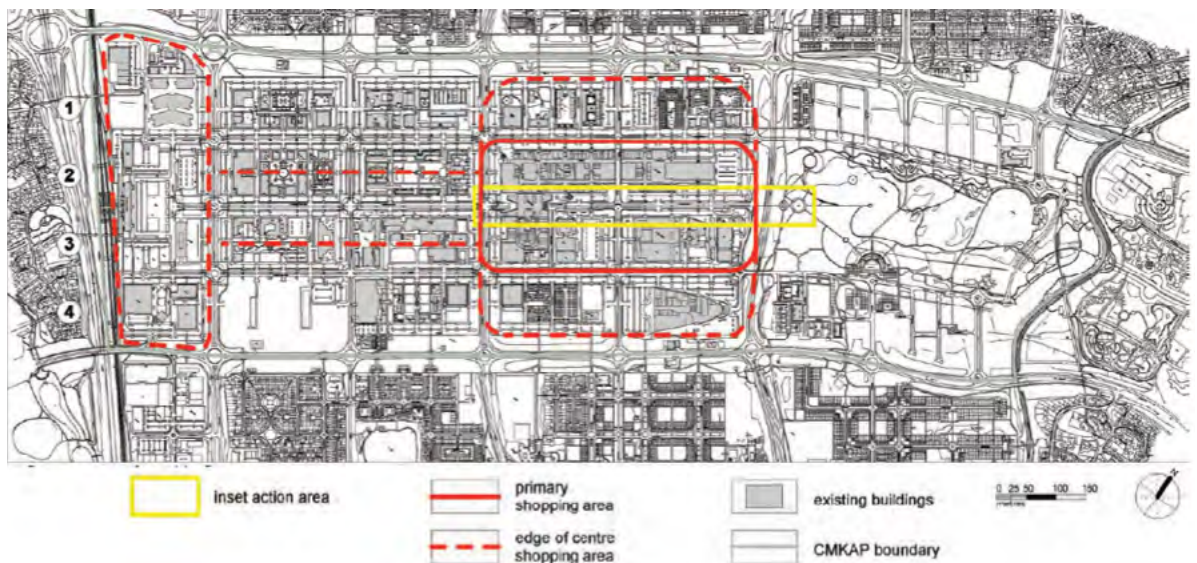 1
2
3
4
inset action area
primary
shopping area
edge of centre
shopping area
existing buildings
CMKAP boundary
0 25 50 100 150
metres
N